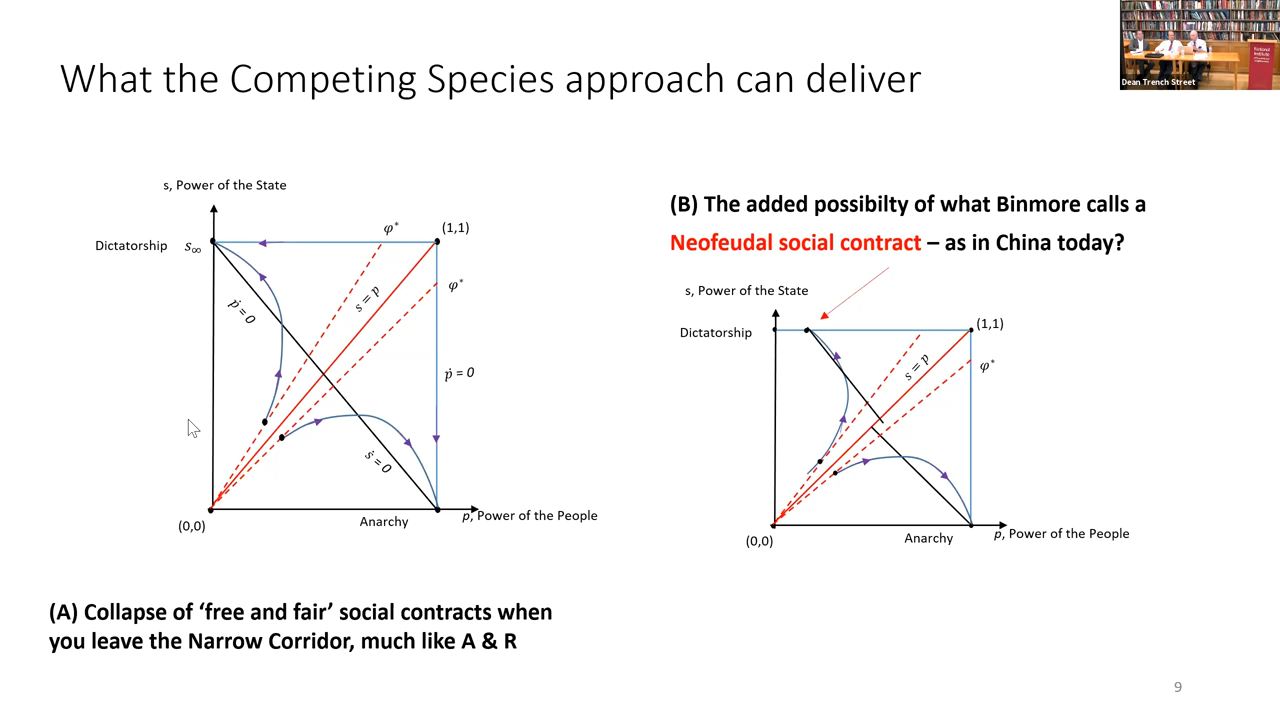 What the Competing Species approach can deliver
Dean Trench Street
National
Institute
s, Power of the State
Dictatorship
s∞
φ*
(1,1)
φ*
s = p
ṗ = 0
ṗ = 0
ṡ = 0
(0,0)
Anarchy
p, Power of the People
(A) Collapse of ‘free and fair’ social contracts when
you leave the Narrow Corridor, much like A & R
(B) The added possibilty of what Binmore calls a
Neofeudal social contract – as in China today?
s, Power of the State
Dictatorship
(1,1)
s = p
φ*
(0,0)
Anarchy
p, Power of the People
9